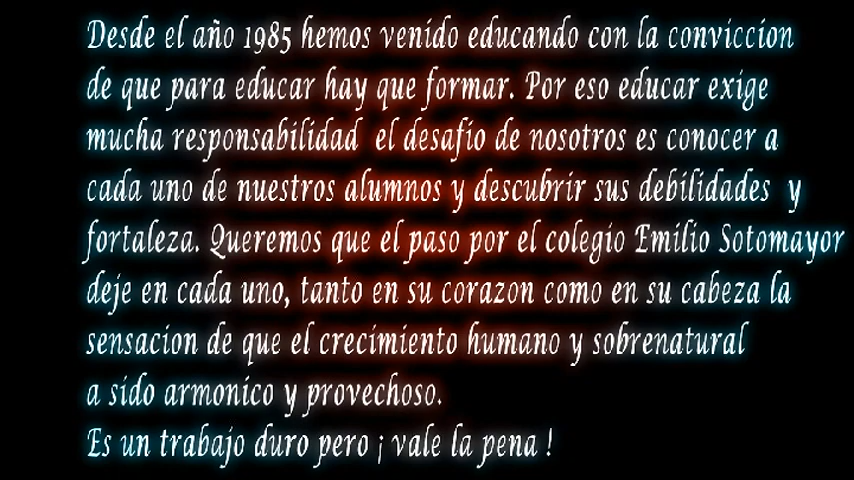 Desde el año 1985 hemos venido educando con la conviccion
de que para educar hay que formar. Por eso educar exige
mucha responsabilidad el desafio de nosotros es conocer a
cada uno de nuestros alumnos y descubrir sus debilidades y
fortaleza. Queremos que el paso por el colegio Emilio Sotomayor
deje en cada uno, tanto en su corazon como en su cabeza la
sensacion de que el crecimiento humano y sobrenatural
a sido armonico y provechoso.
Es un trabajo duro pero ¡ vale la pena !